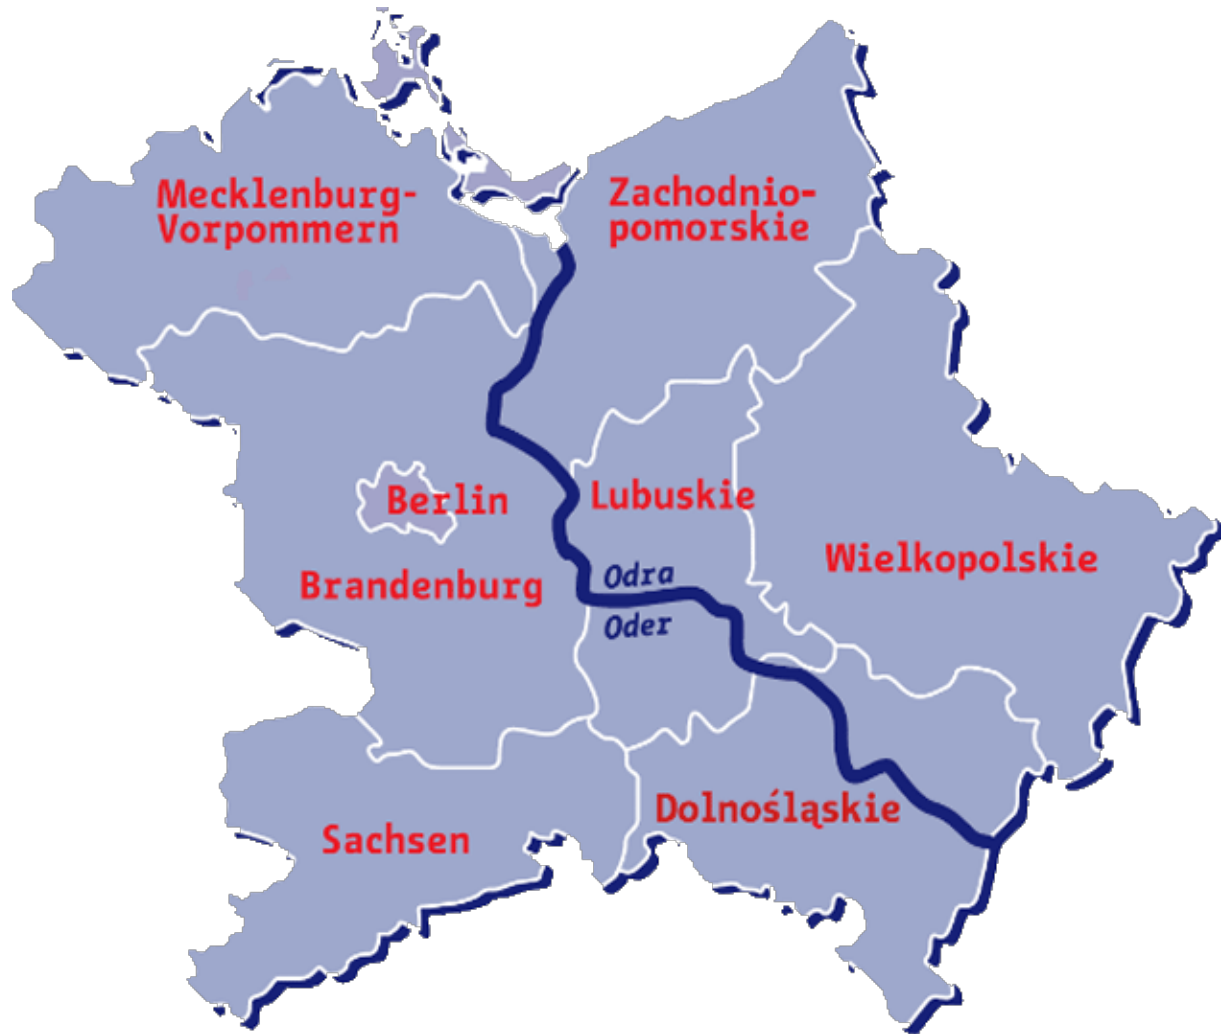 Mecklenburg-
Vorpommern
Zachodnio-
pomorskie
Berlin
Lubuskie
Brandenburg
Wielkopolskie
Odra
Oder
Sachsen
Dolnośląskie